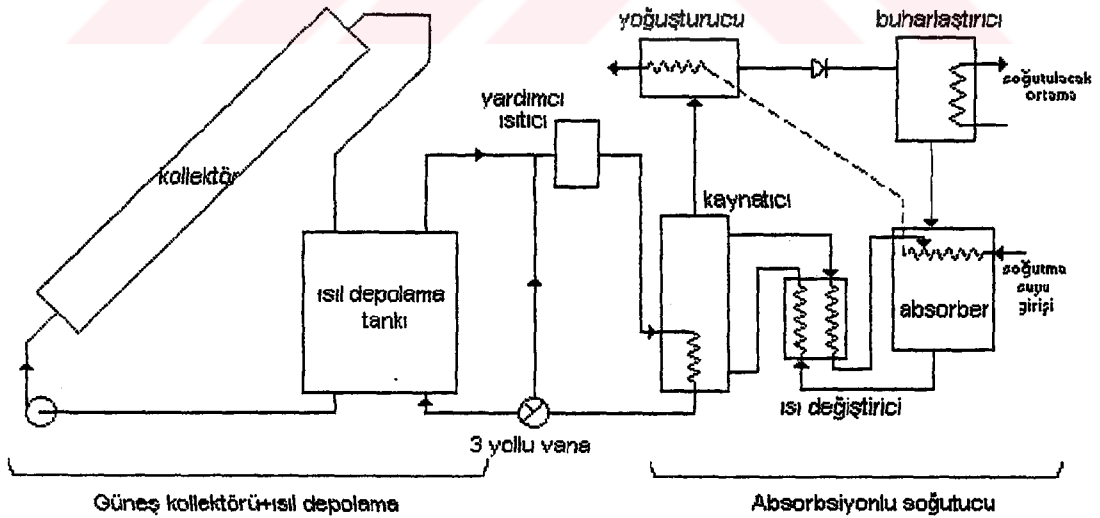 yoğuşturucu
buharlaştırıcı
soğutulacak
ortama
yardımcı
ısıtıcı
kollektör
kaynatıcı
ısıl depolama
tankı
absorber
soğutma
suyu
girişi
ısı değiştirici
3 yollu vana
Güneş kollektörü+ısıl depolama
Absorbsiyonlu soğutucu